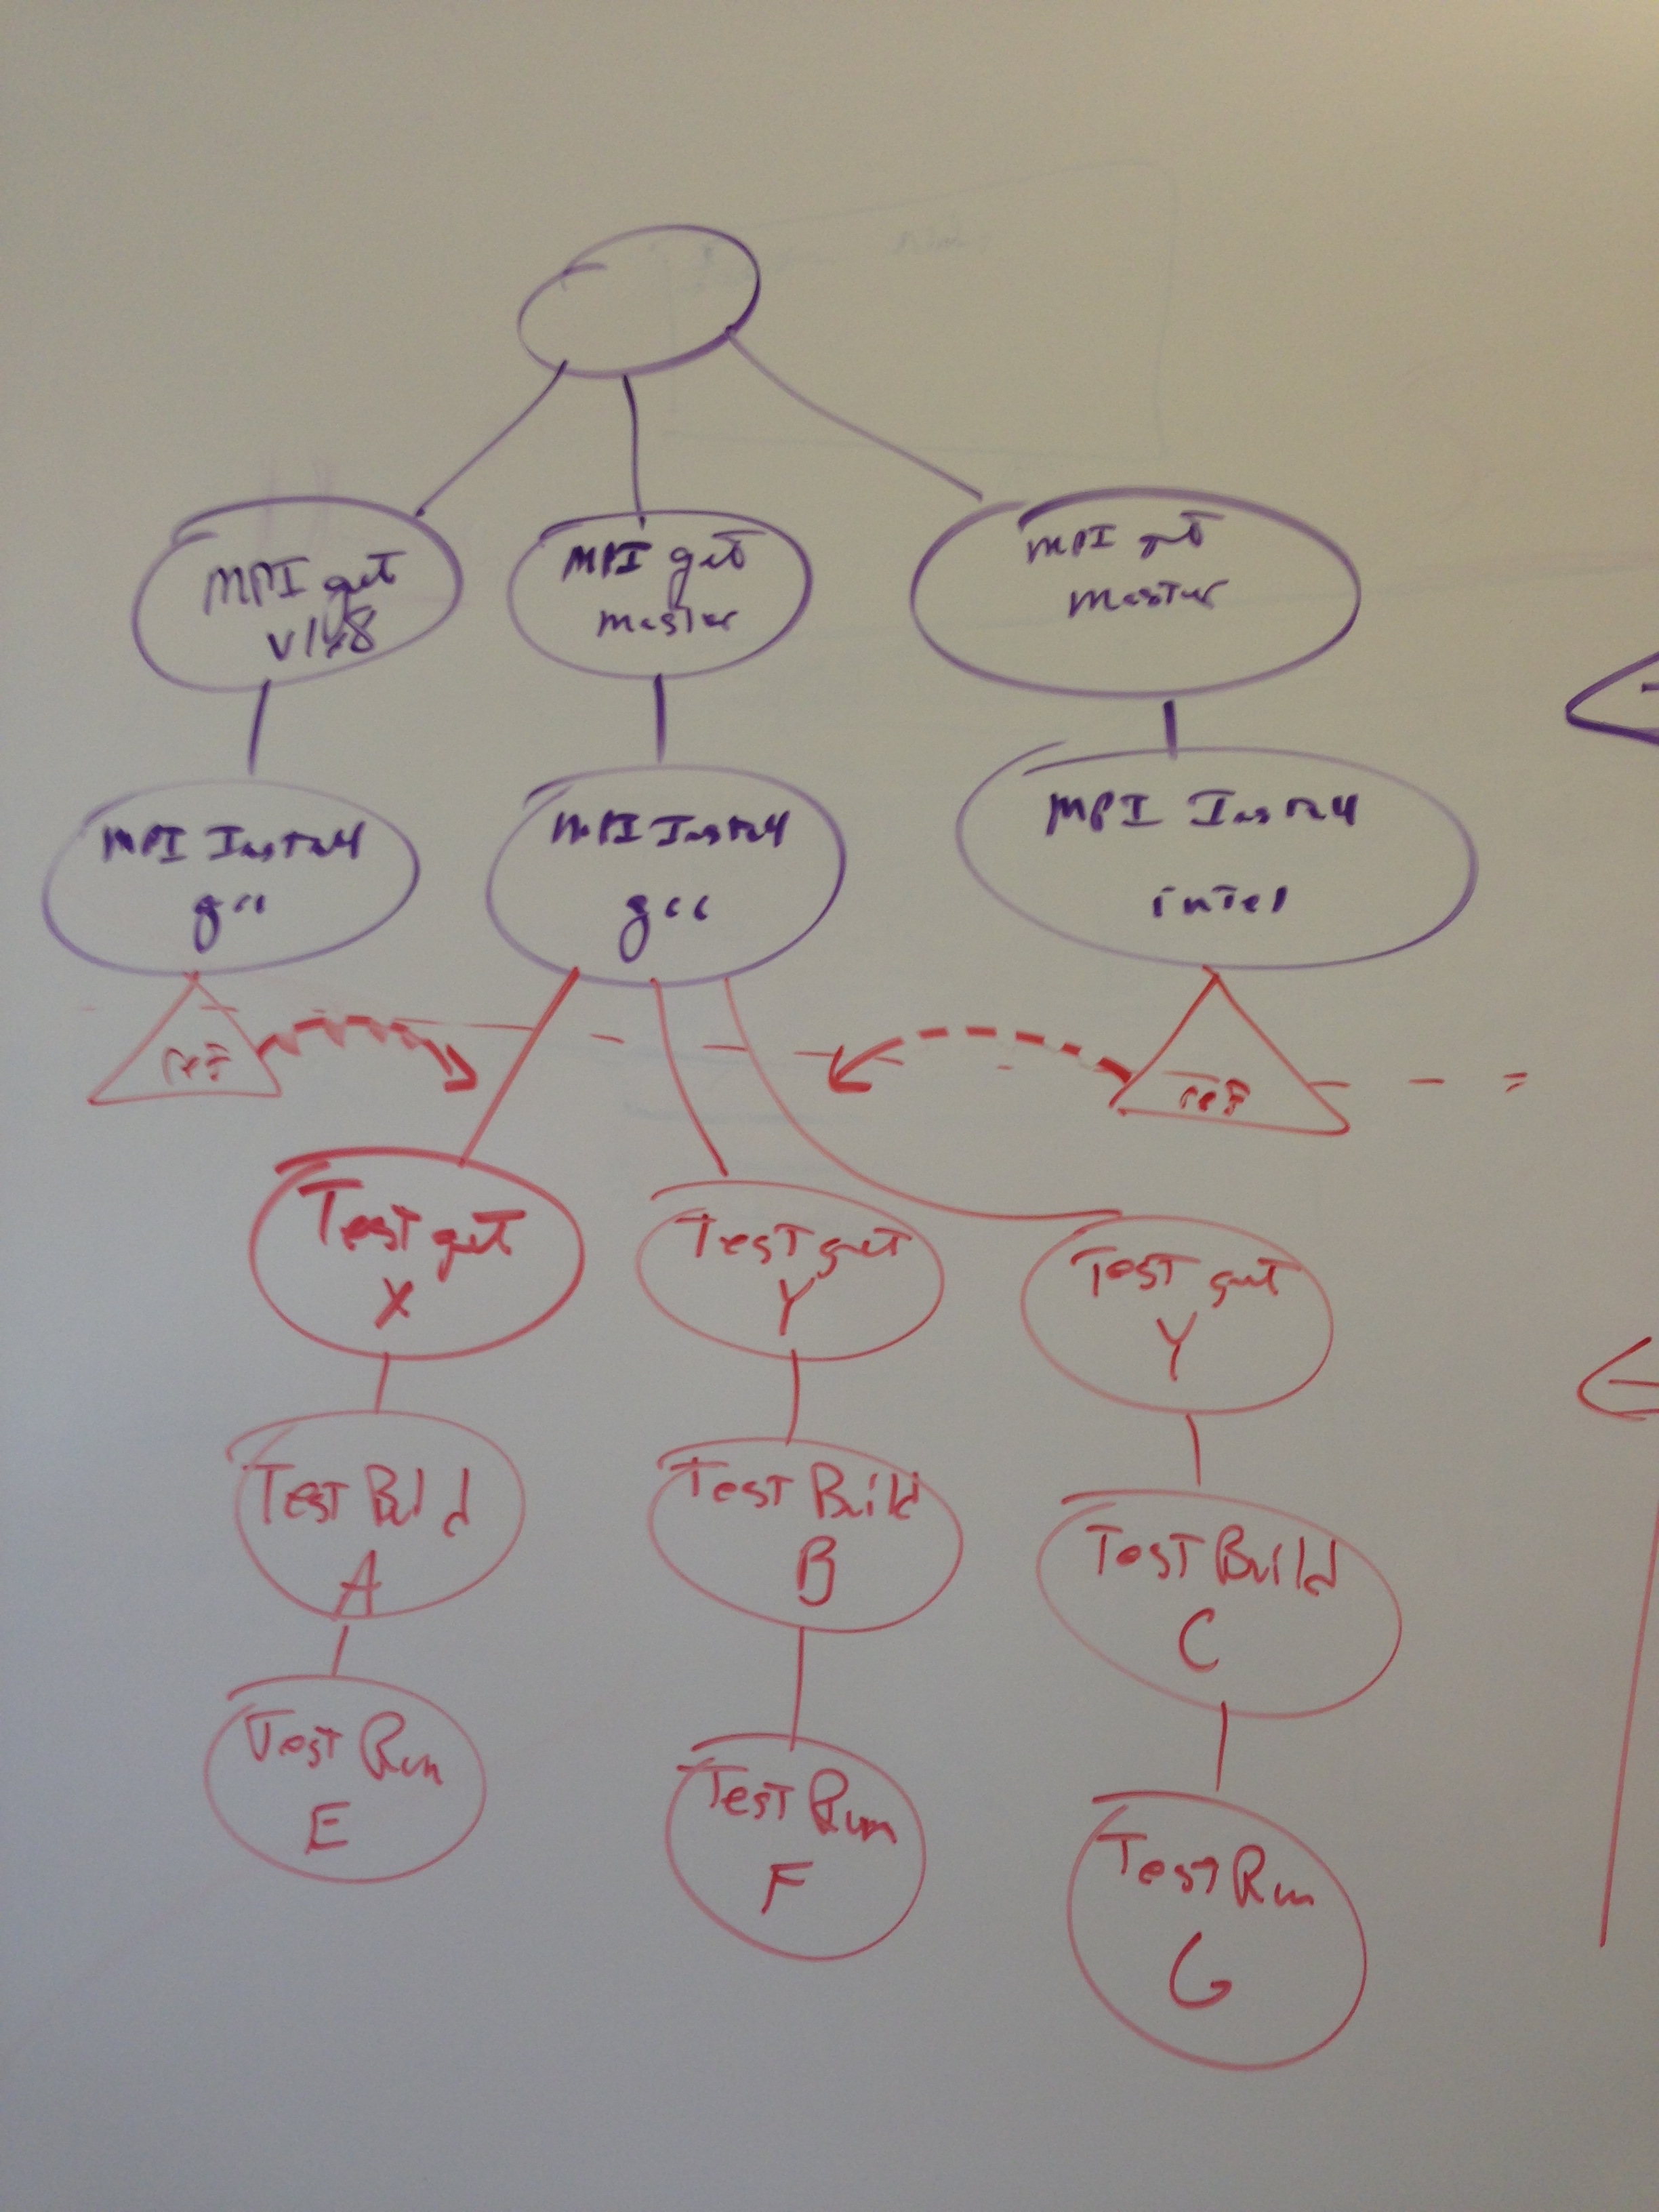 MPI get
v1.8
MPI get
master
MPI get
master
MPI Install
gcc
MPI Install
gcc
MPI Install
intel
ref
ref
Test get
X
Test get
Y
Test get
Y
Test Build
A
Test Build
B
Test Build
C
Test Run
E
Test Run
F
Test Run
G